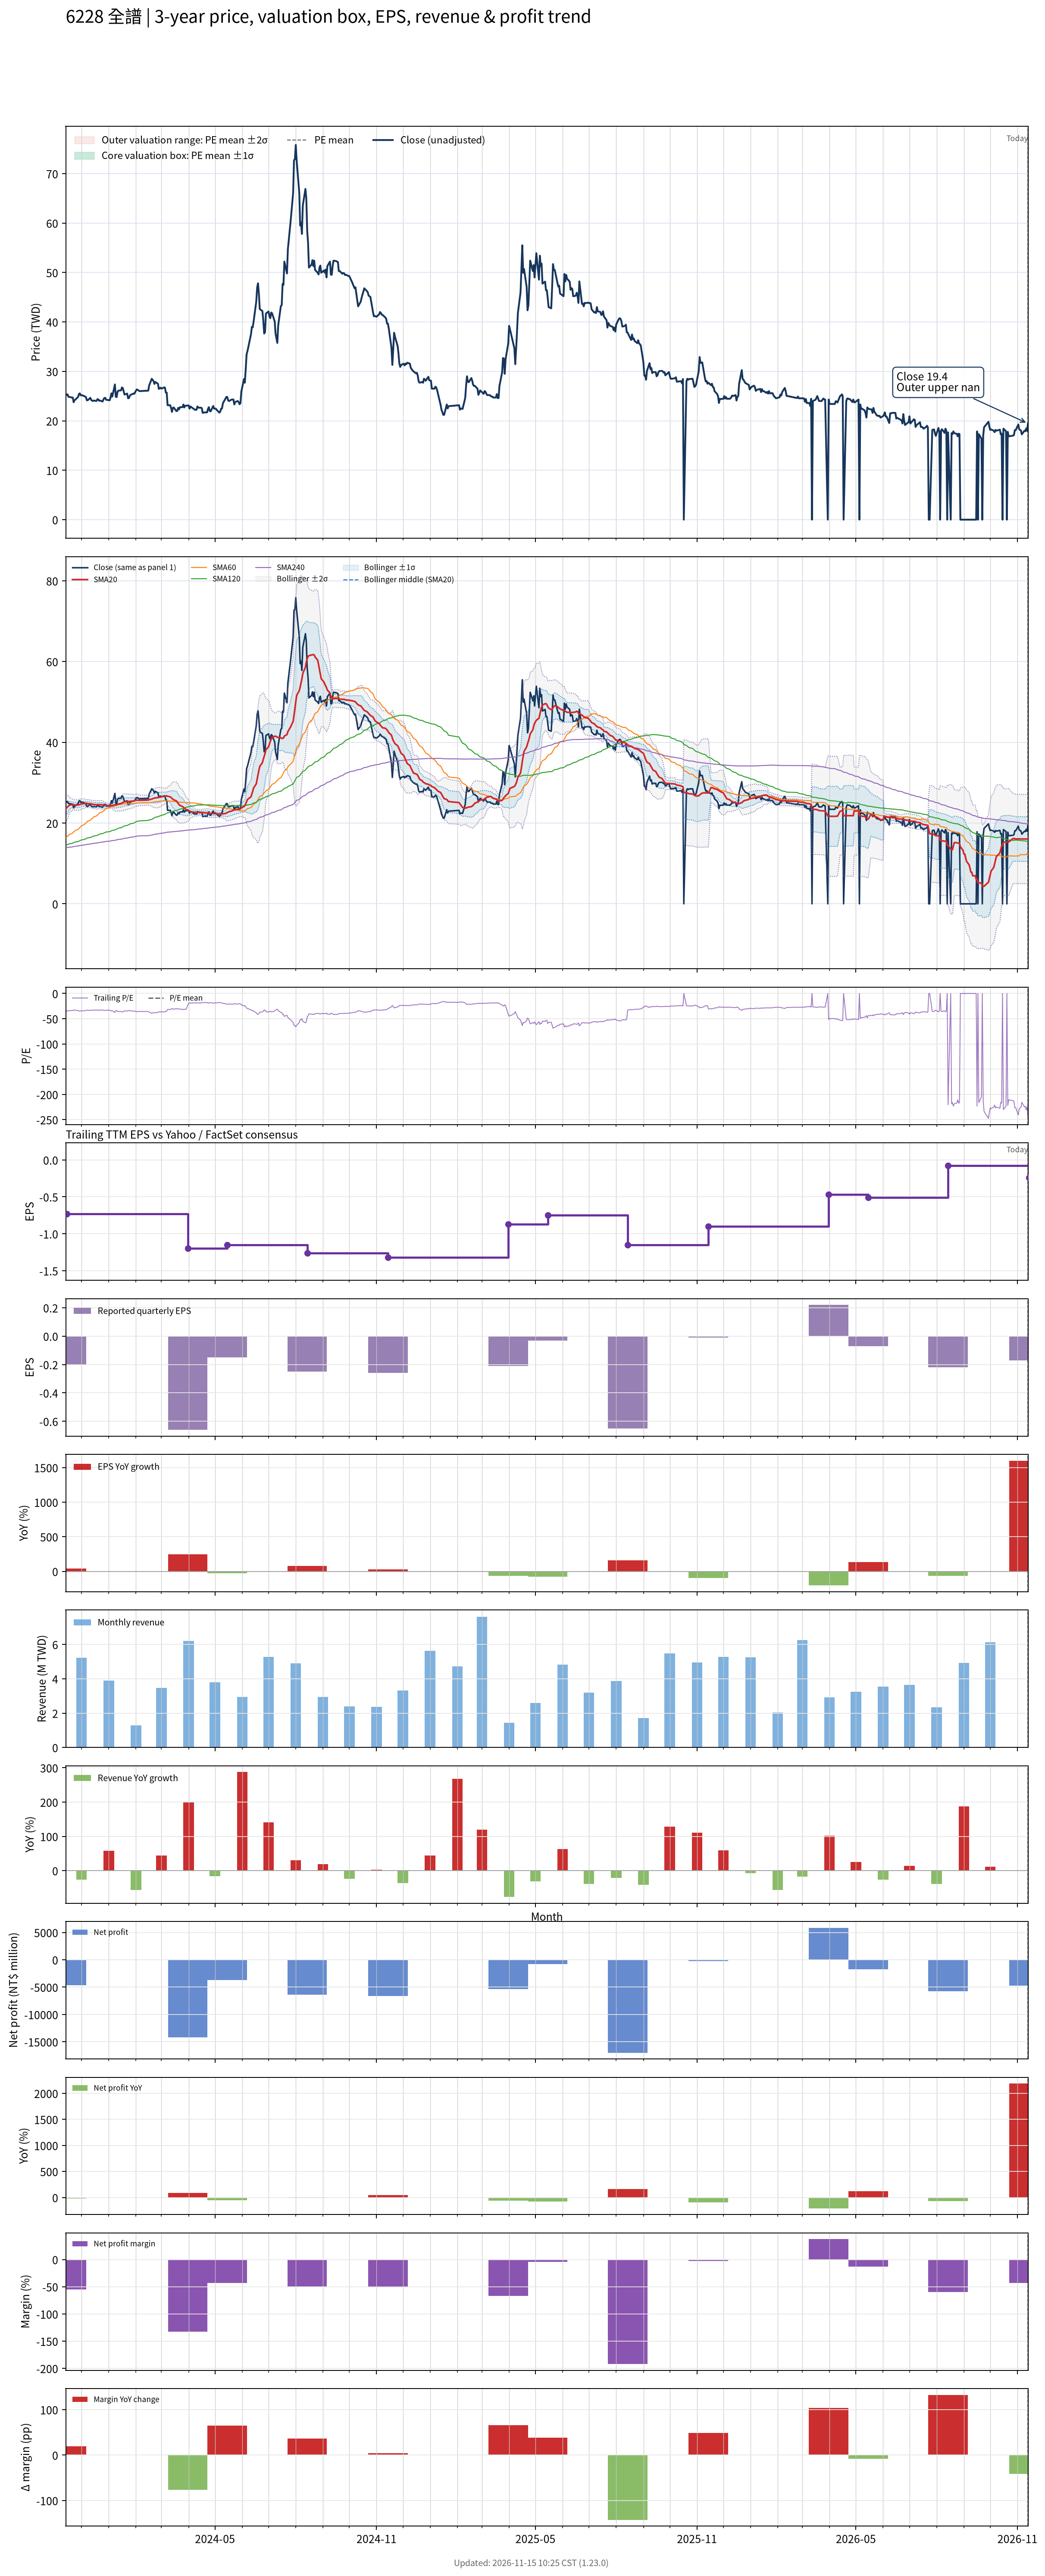 6228 全譜 | 3-year price, valuation box, EPS, revenue & profit trend
Outer valuation range: PE mean ±2σ
Core valuation box: PE mean ±1σ
PE mean
Close (unadjusted)
Today
70
60
50
40
30
20
10
0
Price (TWD)
Close 19.4
Outer upper nan
Close (same as panel 1)
SMA20
SMA60
SMA120
SMA240
Bollinger ±2σ
Bollinger ±1σ
Bollinger middle (SMA20)
80
60
40
20
0
Price
Trailing P/E
P/E mean
0
-50
-100
-150
-200
-250
P/E
Trailing TTM EPS vs Yahoo / FactSet consensus
Today
0.0
-0.5
-1.0
-1.5
EPS
Reported quarterly EPS
0.2
0.0
-0.2
-0.4
-0.6
EPS
EPS YoY growth
1500
1000
500
0
YoY (%)
Monthly revenue
6
4
2
0
Revenue (M TWD)
Revenue YoY growth
300
200
100
0
YoY (%)
Month
Net profit
5000
0
-5000
-10000
-15000
Net profit (NT$ million)
Net profit YoY
2000
1500
1000
500
0
YoY (%)
Net profit margin
0
-50
-100
-150
-200
Margin (%)
Margin YoY change
100
0
-100
Δ margin (pp)
2024-05
2024-11
2025-05
2025-11
2026-05
2026-11
Updated: 2026-11-15 10:25 CST (1.23.0)